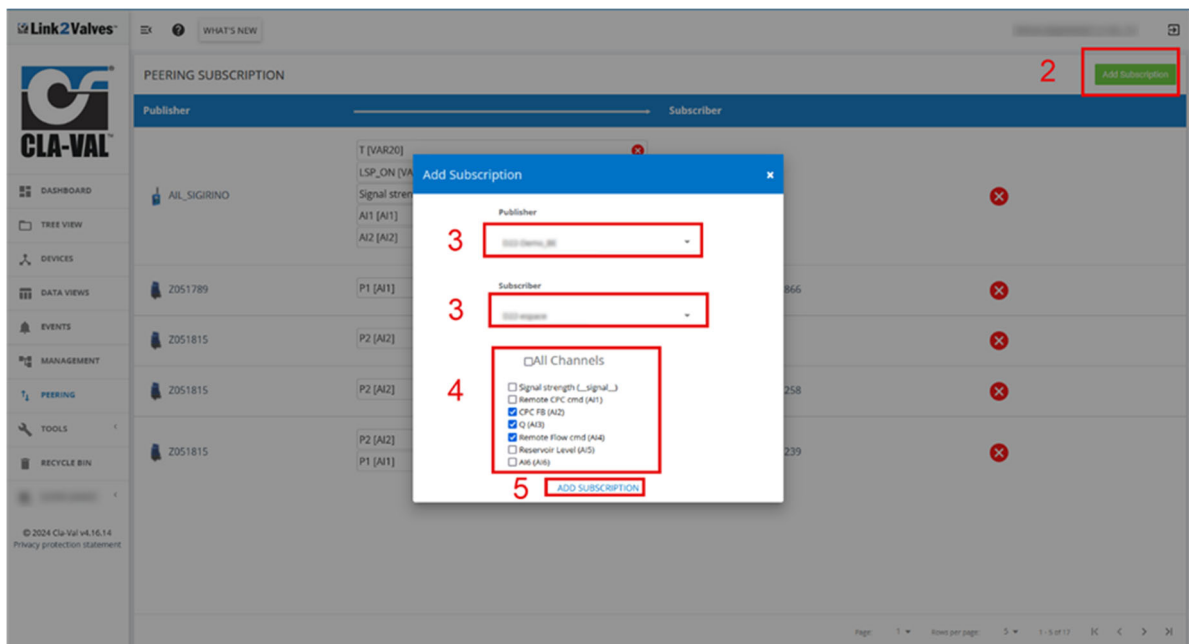 Link2Valves™
WHAT'S NEW
CLA-VAL™
DASHBOARD
TREE VIEW
DEVICES
DATA VIEWS
EVENTS
MANAGEMENT
PEERING
TOOLS
RECYCLE BIN
© 2024 Cla-Val v4.16.14
Privacy protection statement
PEERING SUBSCRIPTION
2
Add Subscription
Publisher
Subscriber
AIL_SIGIRINO
T [VAR20]
LSP_ON [VA
Signal stren
AI1 [AI1]
AI2 [AI2]
Z051789
P1 [AI1]
866
Z051815
P2 [AI2]
Z051815
P2 [AI2]
258
Z051815
P2 [AI2]
P1 [AI1]
239
Add Subscription
×
Publisher
3
Subscriber
3
All Channels
4
Signal strength (__signal__)
Remote CPC cmd (AI1)
CPC FB (AI2)
Q (AI3)
Remote Flow cmd (AI4)
Reservoir Level (AI5)
AI6 (AI6)
5
ADD SUBSCRIPTION
Page: 1 Rows per page: 5 1 - 5 of 17